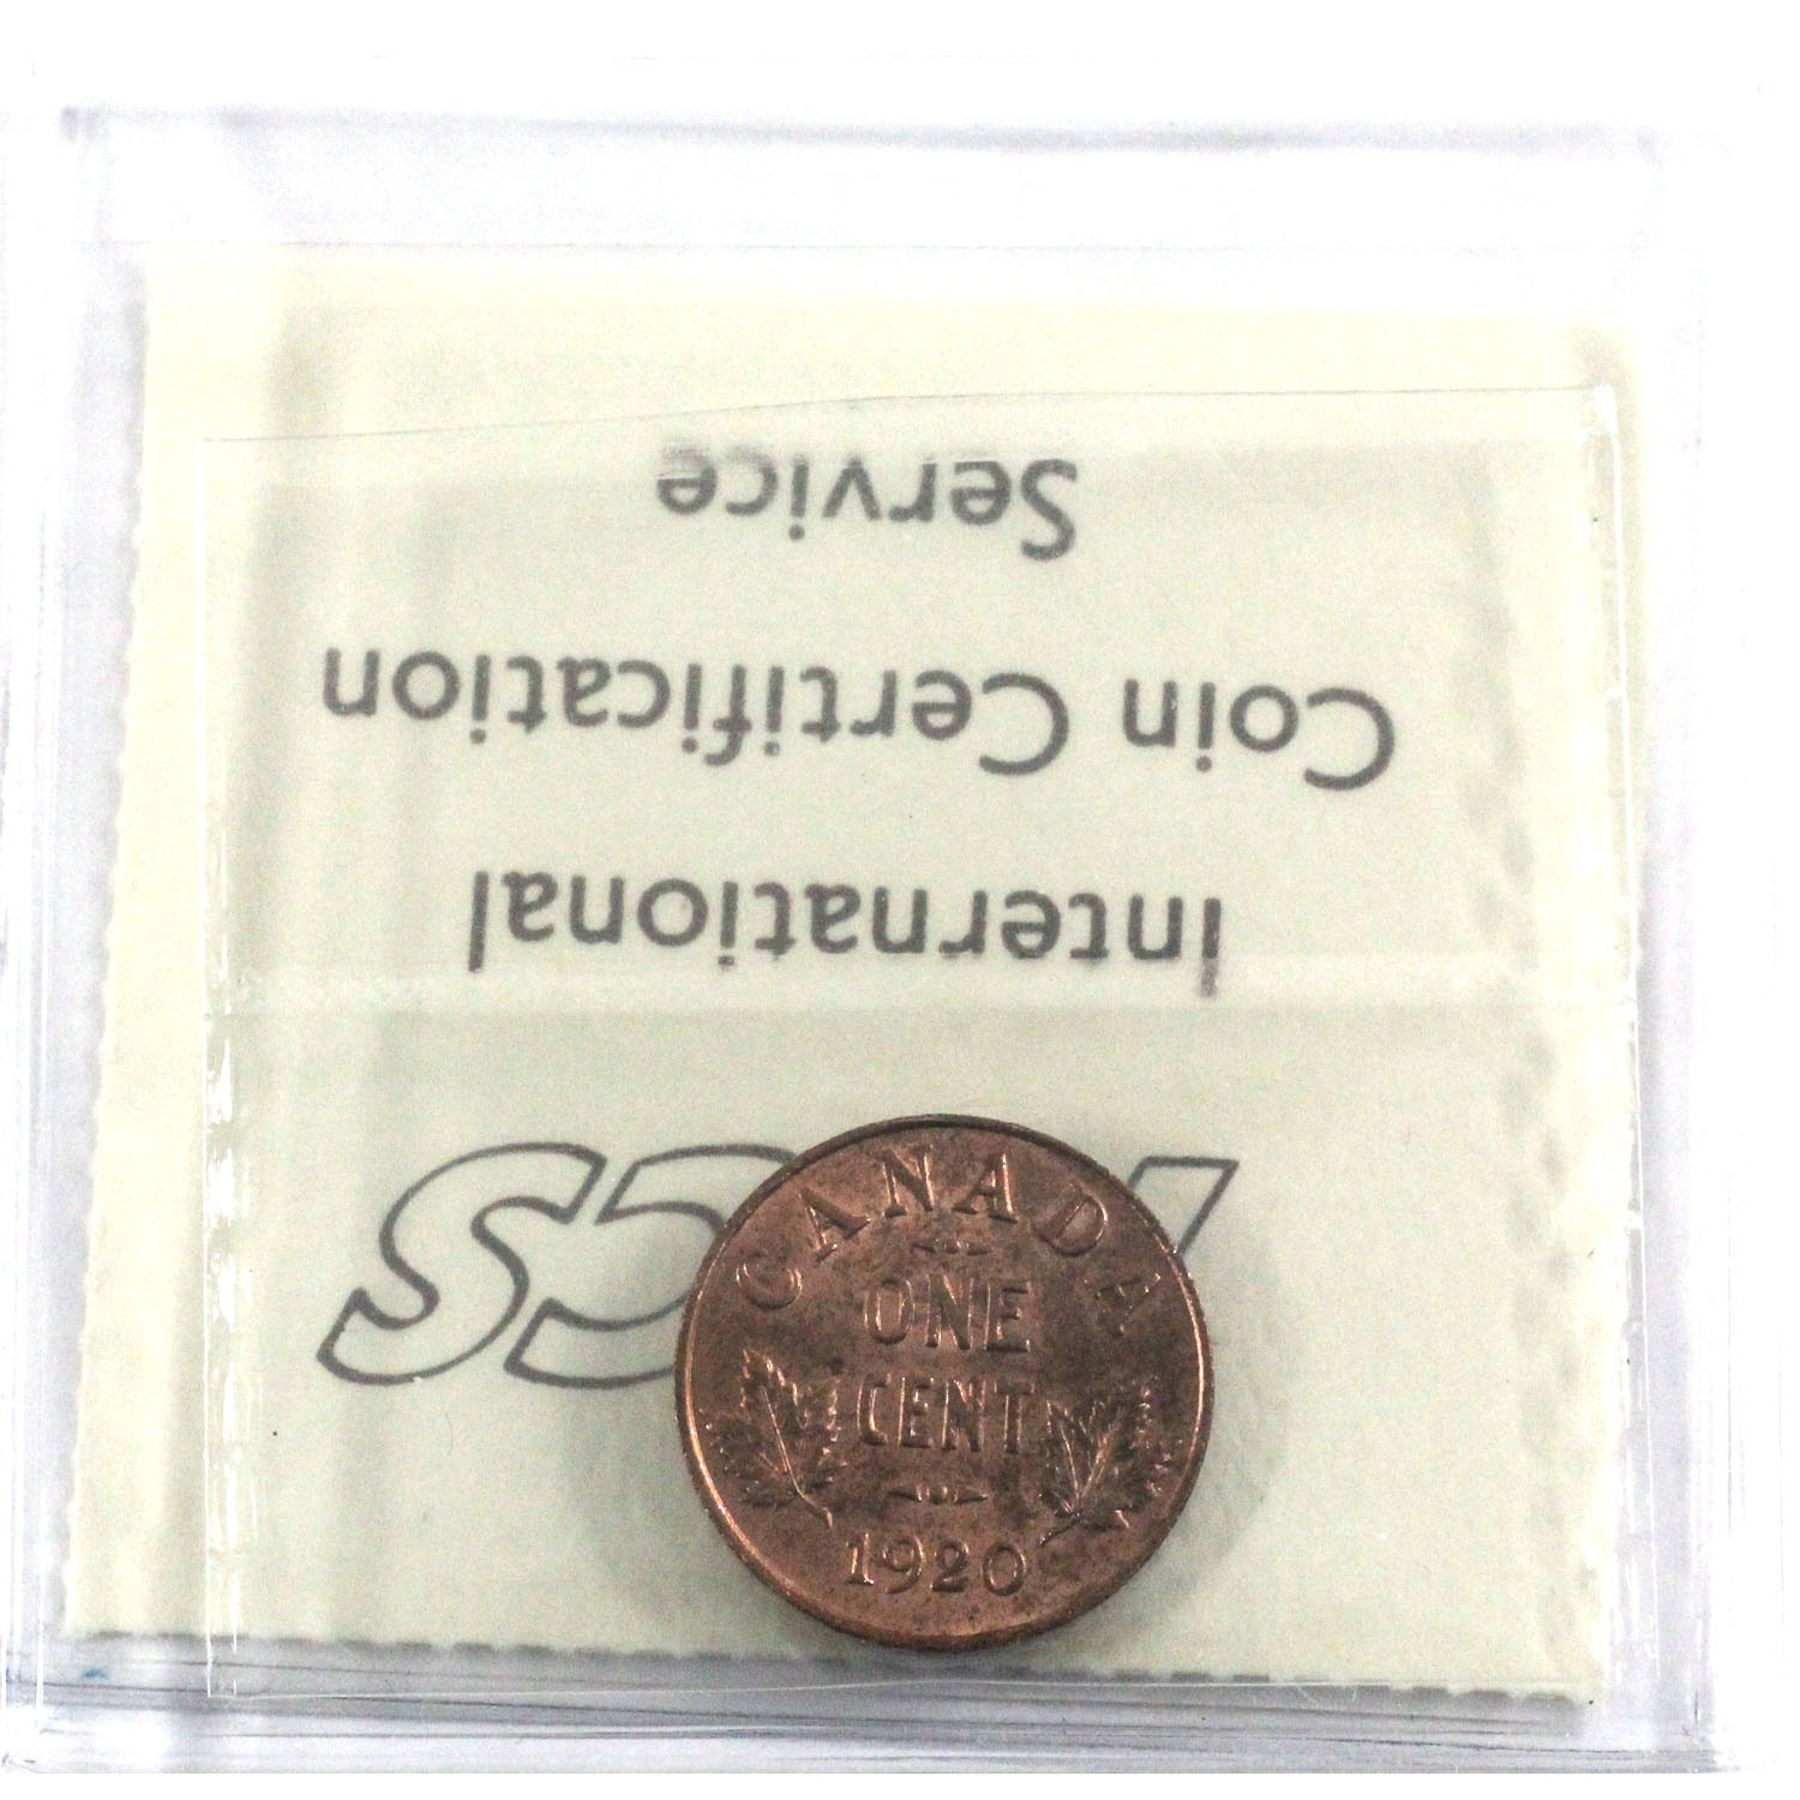 ICCS
International
Coin Certification
Service
CANADA
ONE
CENT
1920